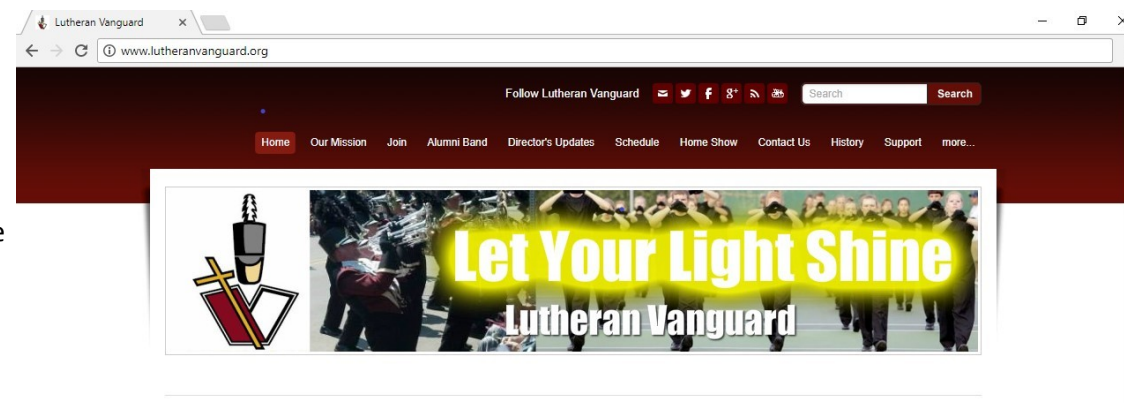 Lutheran Vanguard
www.lutheranvanguard.org
Follow Lutheran Vanguard
Search
Search
Home Our Mission Join Alumni Band Director's Updates Schedule Home Show Contact Us History Support more...
e
Let Your Light Shine
Lutheran Vanguard